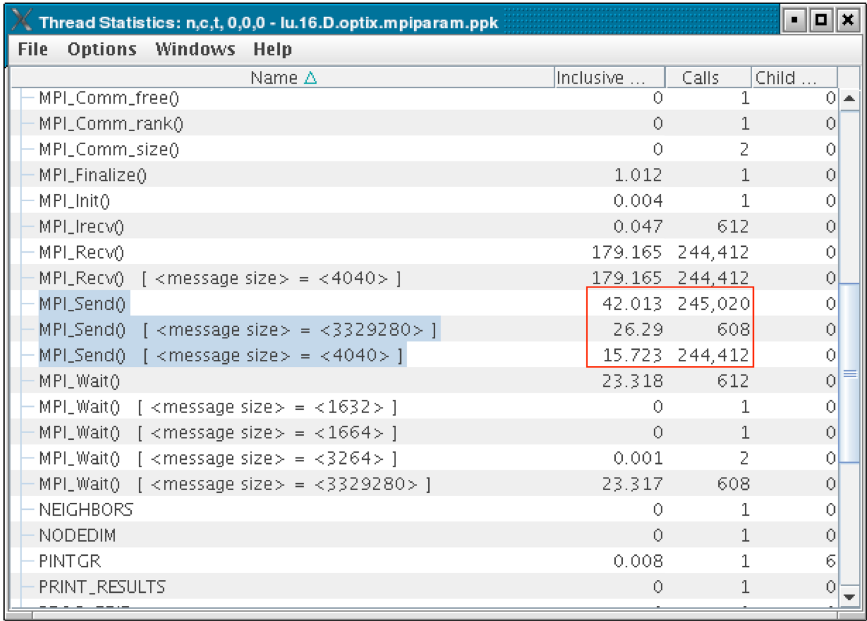 Thread Statistics: n,c,t, 0,0,0 - lu.16.D.optix.mpiparam.ppk
File Options Windows Help
Name △ Inclusive ... Calls Child ...
MPI_Comm_free() 0 1 0
MPI_Comm_rank() 0 1 0
MPI_Comm_size() 0 2 0
MPI_Finalize() 1.012 1 0
MPI_Init() 0.004 1 0
MPI_Irecv() 0.047 612 0
MPI_Recv() 179.165 244,412 0
MPI_Recv() [ <message size> = <4040> ] 179.165 244,412 0
MPI_Send() 42.013 245,020 0
MPI_Send() [ <message size> = <3329280> ] 26.29 608 0
MPI_Send() [ <message size> = <4040> ] 15.723 244,412 0
MPI_Wait() 23.318 612 0
MPI_Wait() [ <message size> = <1632> ] 0 1 0
MPI_Wait() [ <message size> = <1664> ] 0 1 0
MPI_Wait() [ <message size> = <3264> ] 0.001 2 0
MPI_Wait() [ <message size> = <3329280> ] 23.317 608 0
NEIGHBORS 0 1 0
NODEDIM 0 1 0
PINTGR 0.008 1 6
PRINT_RESULTS 0 1 0